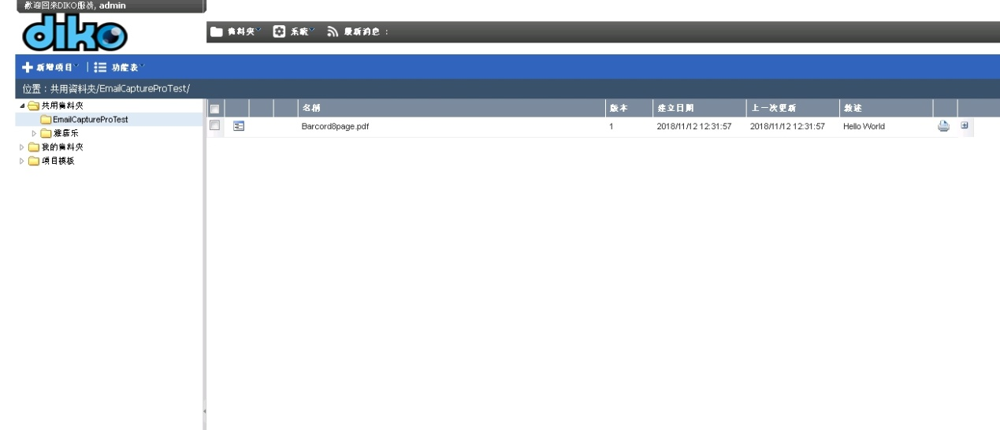 歡迎回來DIKO服務, admin
diko
資料夾 系統 最新消息 :
新增項目 | 功能表
位置：共用資料夾/EmailCaptureProTest/
共用資料夾
EmailCaptureProTest
雅居乐
我的資料夾
項目模板
名稱 版本 建立日期 上一次更新 敘述
Barcord8page.pdf 1 2018/11/12 12:31:57 2018/11/12 12:31:57 Hello World